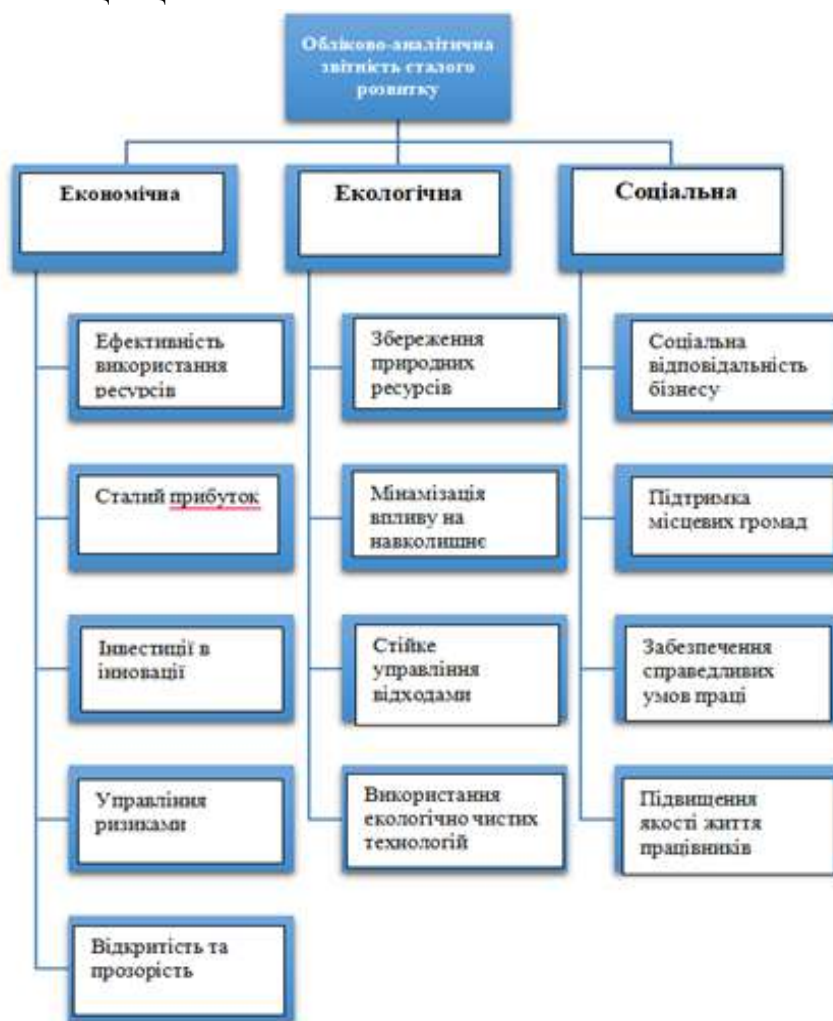 Обліково-аналітична
звітність сталого
розвитку
Економічна
Ефективність
використання
ресурсів
Сталий прибуток
Інвестиції в
інновації
Управління
ризиками
Відкритість та
прозорість
Екологічна
Збереження
природних
ресурсів
Мінамізація
впливу на
навколишнє
Стійке
управління
відходами
Використання
екологічно чистих
технологій
Соціальна
Соціальна
відповідальність
бізнесу
Підтримка
місцевих громад
Забезпечення
справедливих
умов праці
Підвищення
якості життя
працівників